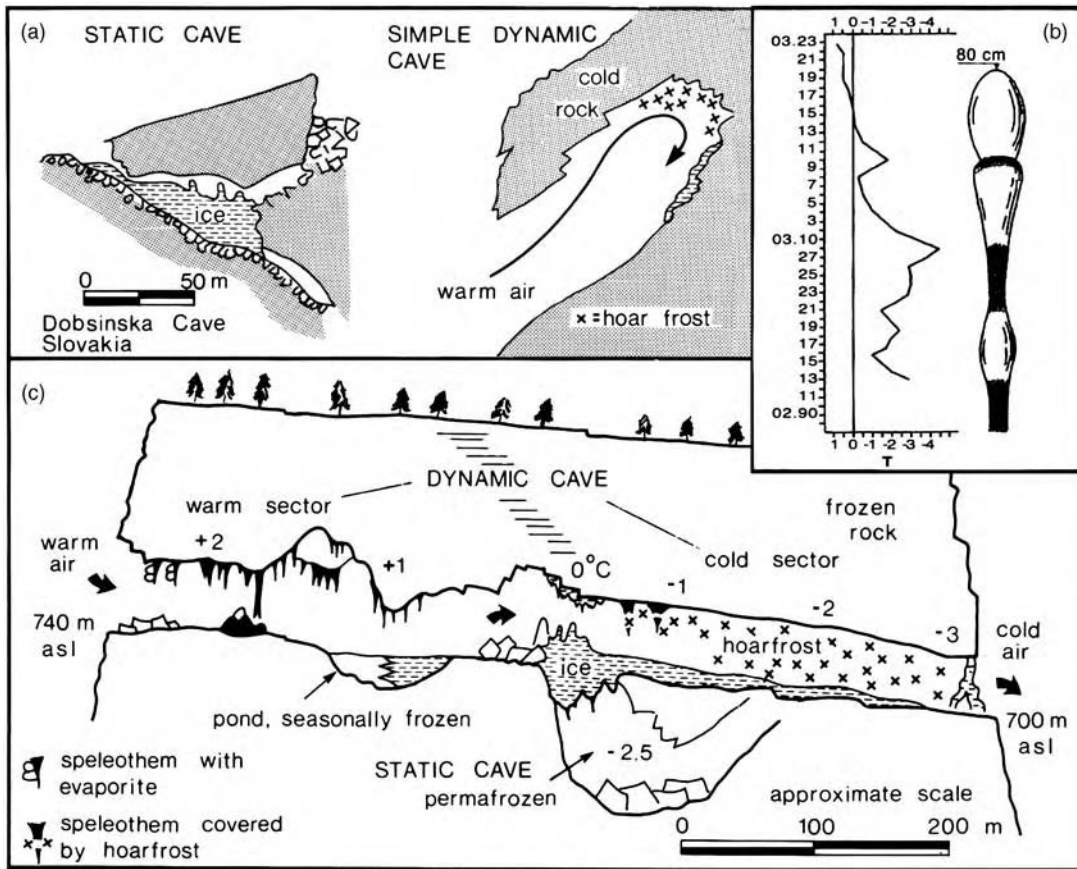 (a)
STATIC CAVE
ice
0 50 m
Dobsinska Cave
Slovakia
SIMPLE DYNAMIC
CAVE
cold
rock
warm air
x = hoar frost
(b)
1 0 -1 -2 -3 -4
80 cm
03.23
21
19
17
15
13
11
9
7
5
3
03.10
27
25
23
21
19
17
15
13
02.90
1 0 -1 -2 -3 -4
T
(c)
DYNAMIC CAVE
warm sector
cold sector
frozen
rock
warm
air
+2
+1
0°C
-1
-2
-3
cold
air
740 m
asl
ice
hoarfrost
700 m
asl
pond, seasonally frozen
-2.5
STATIC CAVE
permafrozen
speleothem with
evaporite
speleothem covered
by hoarfrost
approximate scale
0 100 200 m